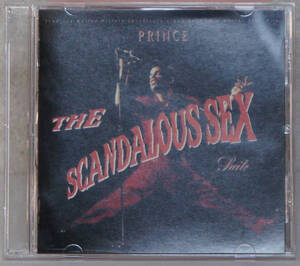 PRINCE
THE
SCANDALOUS SEX
Suite